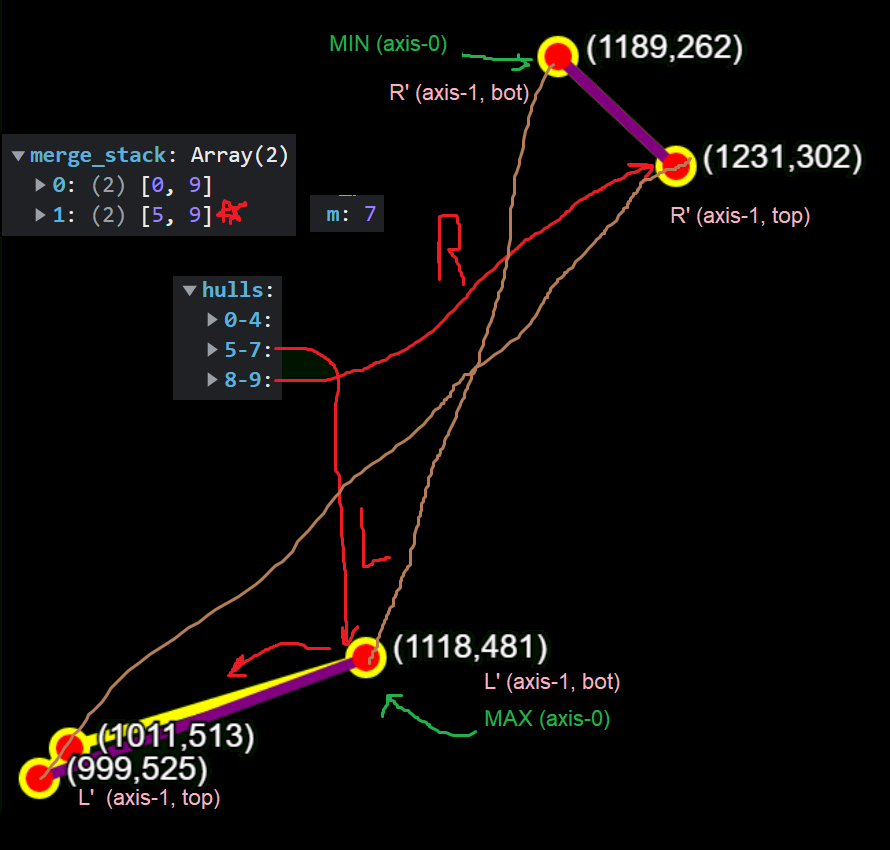 MIN (axis-0)
(1189,262)
R' (axis-1, bot)
▼merge_stack: Array(2)
▶0: (2) [0, 9]
▶1: (2) [5, 9]
m: 7
(1231,302)
R' (axis-1, top)
R
▼hulls:
▶0-4:
▶5-7:
▶8-9:
L
(1118,481)
L' (axis-1, bot)
MAX (axis-0)
(1011,513)
(999,525)
L' (axis-1, top)